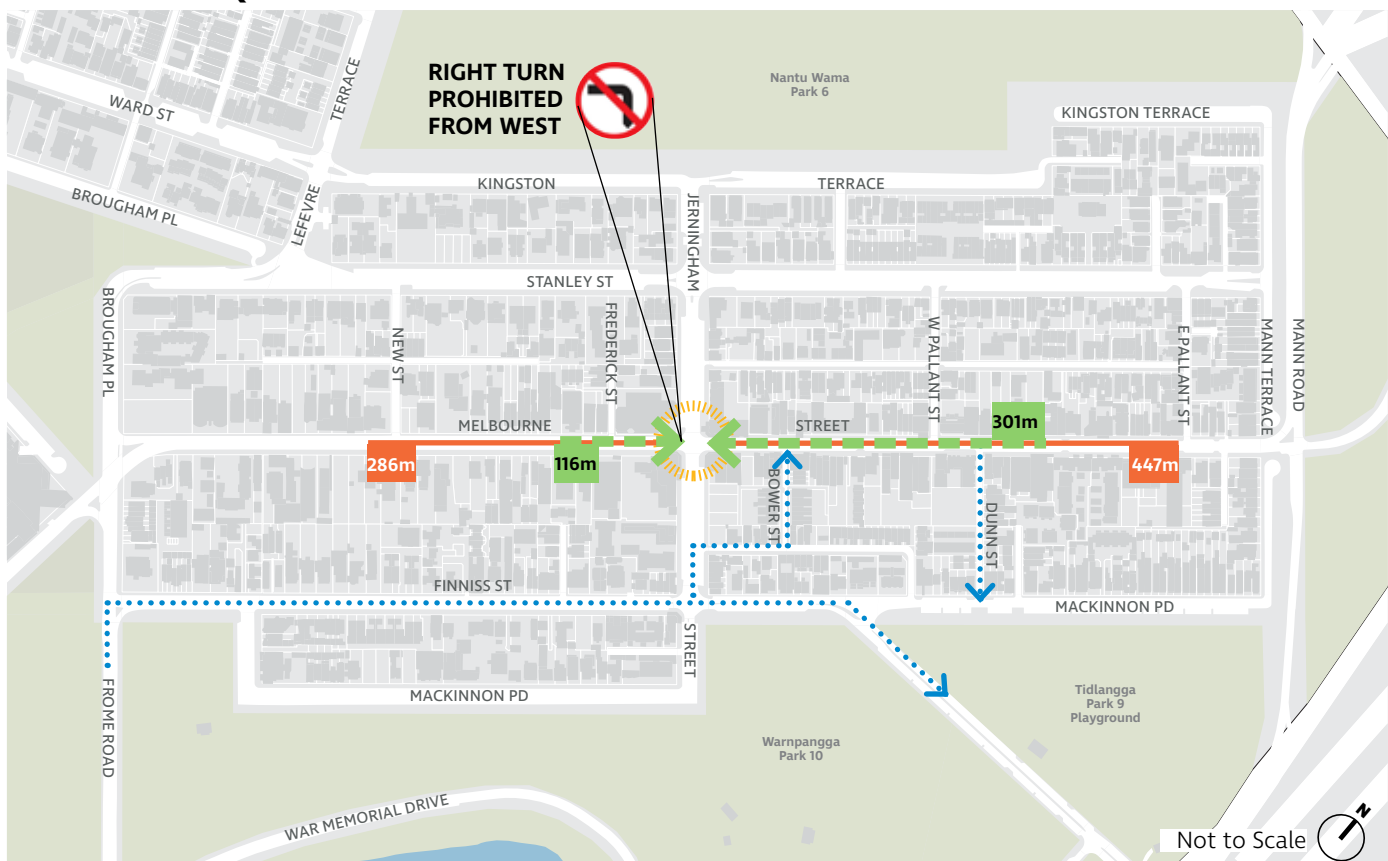 RIGHT TURN
PROHIBITED
FROM WEST
Nantu Wama
Park 6
WARD ST
TERRACE
KINGSTON TERRACE
BROUGHAM PL
LEFEVRE
KINGSTON
JERNINGHAM
TERRACE
STANLEY ST
BROUGHAM PL
NEW ST
FREDERICK ST
W PALLANT ST
E PALLANT ST
MANN TERRACE
MANN ROAD
MELBOURNE
STREET
301m
286m
116m
447m
BOWER ST
DUNN ST
FINNISS ST
MACKINNON PD
STREET
MACKINNON PD
FROME ROAD
Tidlangga
Park 9
Playground
Warnpangga
Park 10
WAR MEMORIAL DRIVE
Not to Scale
N